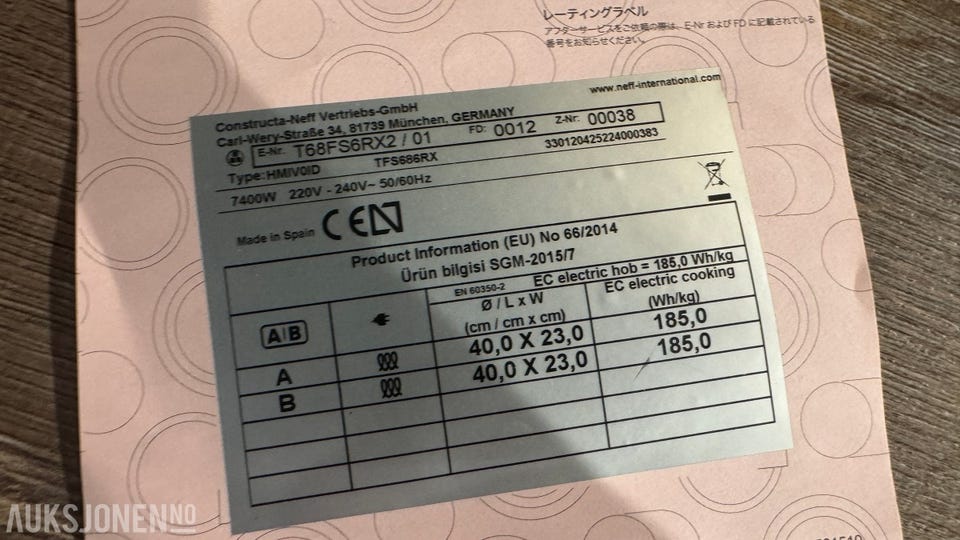 レーティングラベル
アフターサービスをご依頼の際は、E-Nr およびFD に記載されている
番号をお知らせください。
www.neff-international.com
Constructa-Neff Vertriebs-GmbH
Carl-Wery-Straße 34, 81739 München, GERMANY
E-Nr. T68FS6RX2 / 01 FD: 0012 Z-Nr: 00038
Type:HMIV0ID TFS686RX 330120425224000383
7400W 220V - 240V~ 50/60Hz
Made in Spain CE
Product Information (EU) No 66/2014
Ürün bilgisi SGM-2015/7
EN 60350-2 EC electric hob = 185,0 Wh/kg
A|B Ø / L x W EC electric cooking
(cm / cm x cm) (Wh/kg)
A 40,0 X 23,0 185,0
B 40,0 X 23,0 185,0
AUKSJONEN.NO